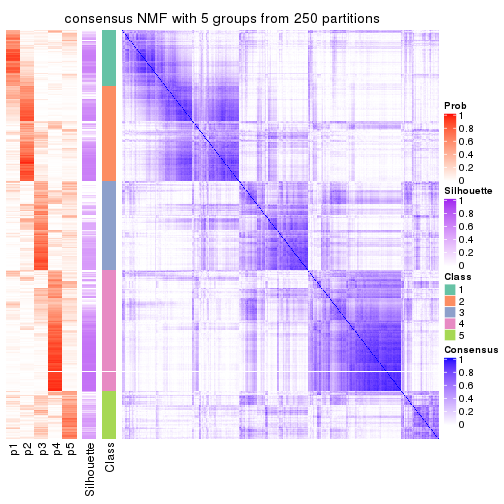 consensus NMF with 5 groups from 250 partitions
Prob
1
0.8
0.6
0.4
0.2
0
Silhouette
1
0.8
0.6
0.4
0.2
0
Class
1
2
3
4
5
Consensus
1
0.8
0.6
0.4
0.2
0
p1
p2
p3
p4
p5
Silhouette
Class